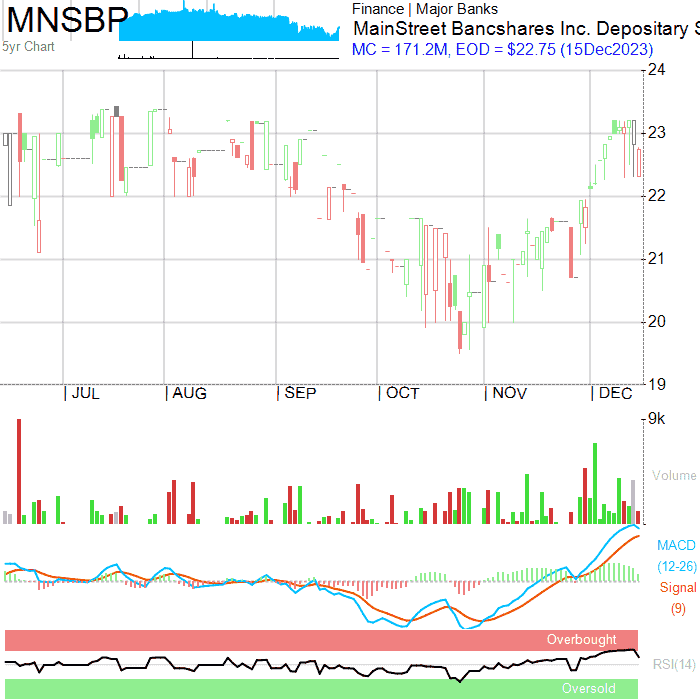 MNSBP
5yr Chart
Finance | Major Banks
MainStreet Bancshares Inc. Depositary S
MC = 171.2M, EOD = $22.75 (15Dec2023)
24
23
22
21
20
19
JUL AUG SEP OCT NOV DEC
9k
Volume
MACD
(12-26)
Signal
(9)
Overbought
RSI(14)
Oversold